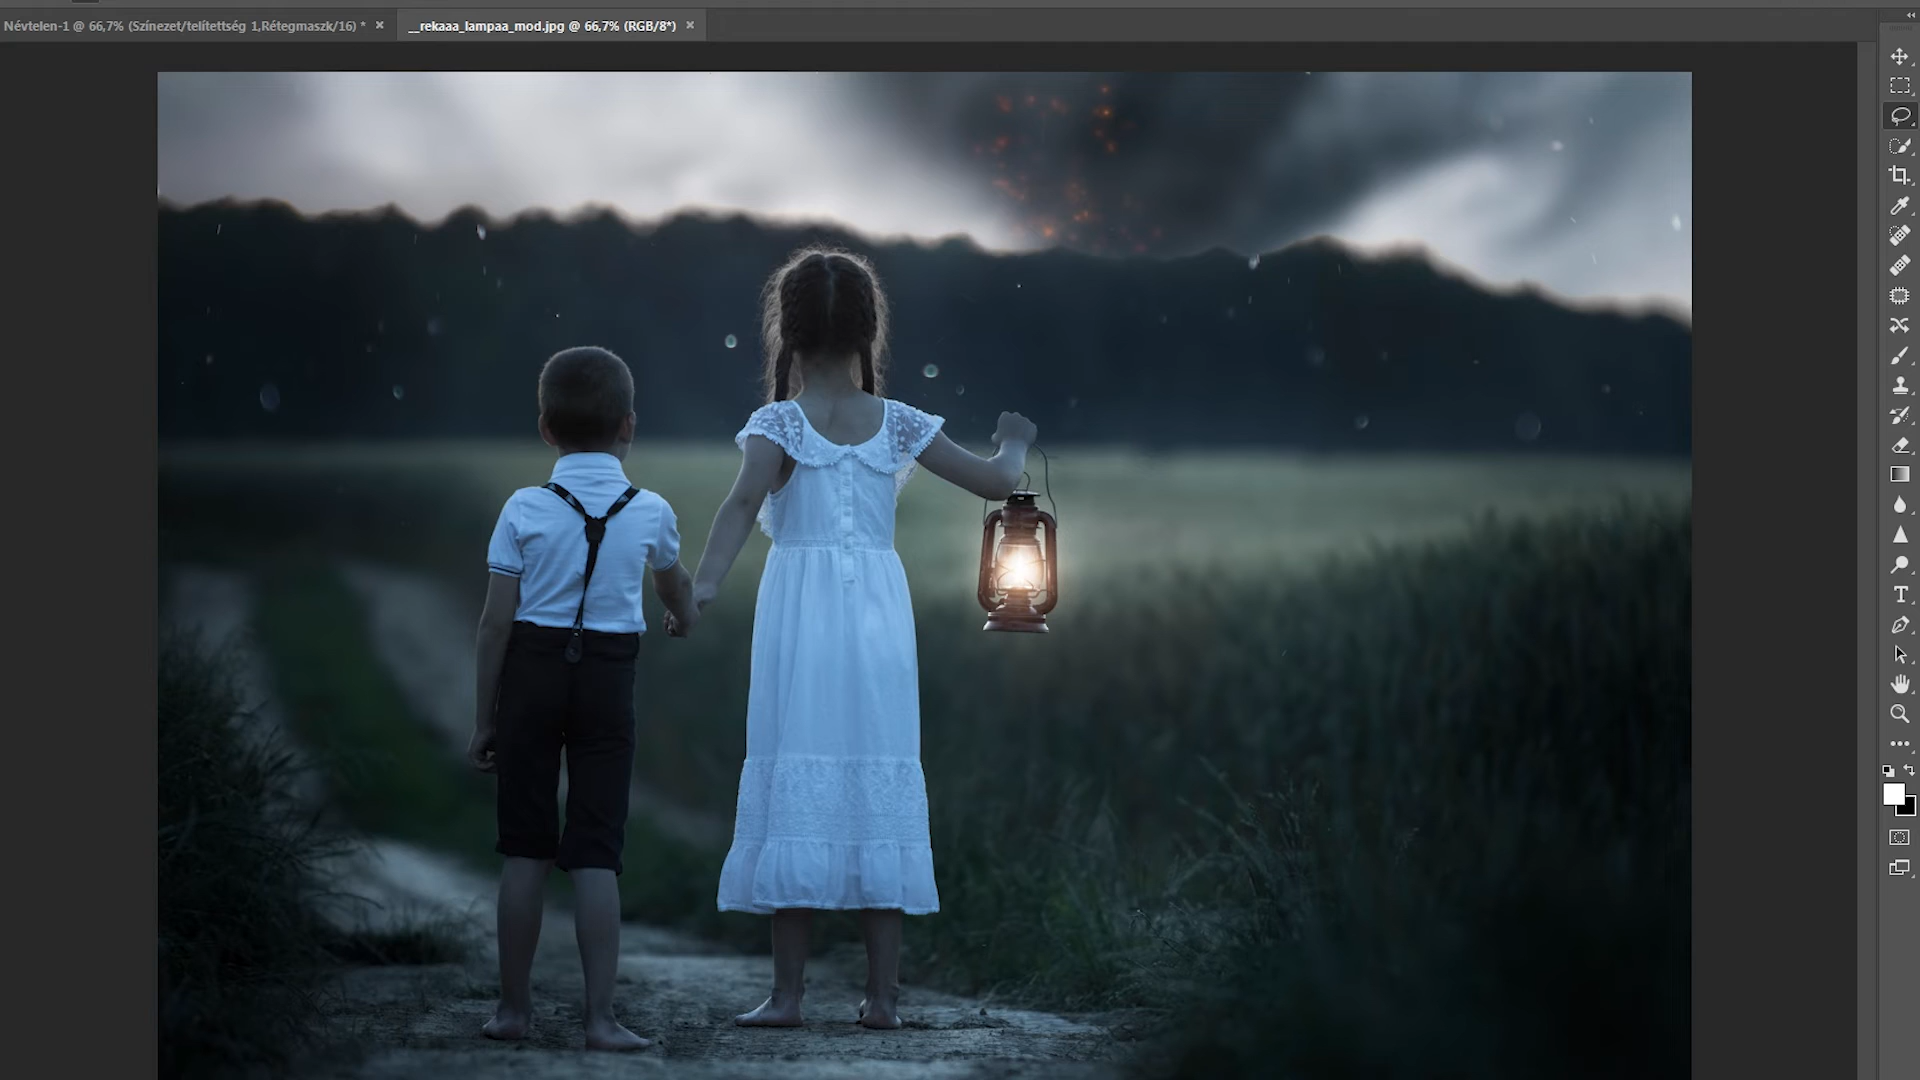 Névtelen-1 @ 66,7% (Színezet/telítettség 1,Rétegmaszk/16) * ×
__rekaaa_lampaa_mod.jpg @ 66,7% (RGB/8*) ×